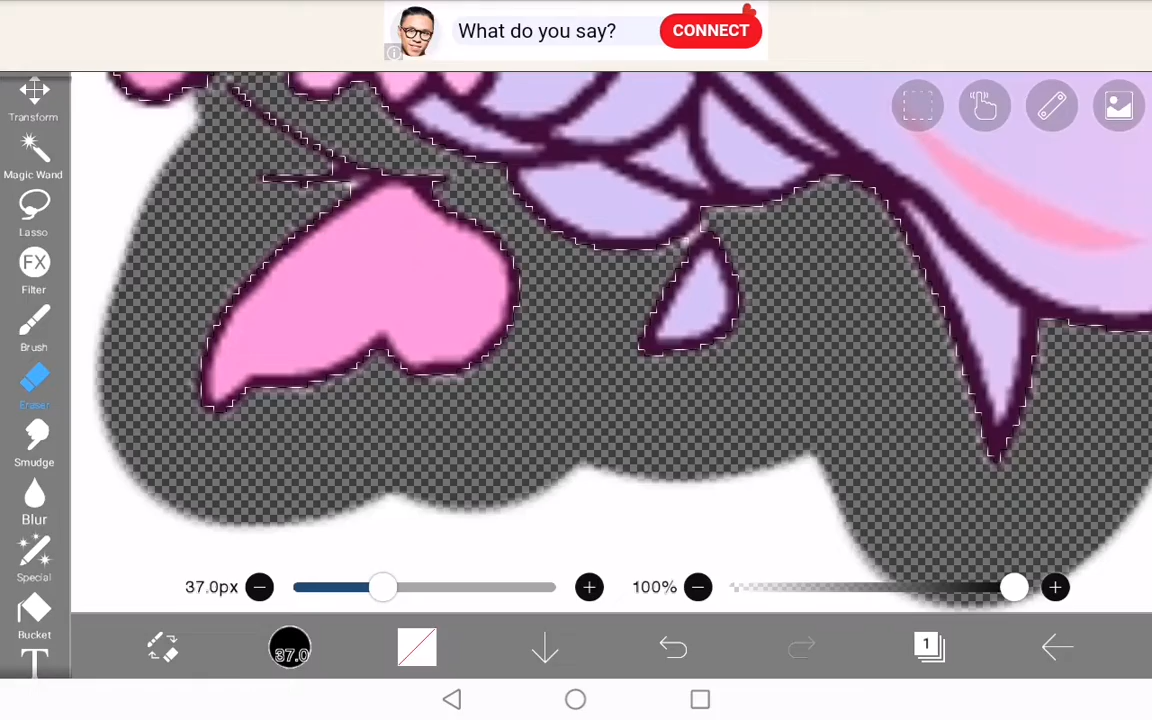 What do you say?
CONNECT
Transform
Magic Wand
Lasso
FX
Filter
Brush
Eraser
Smudge
Blur
Special
Bucket
T
37.0px
100%
37.0
1